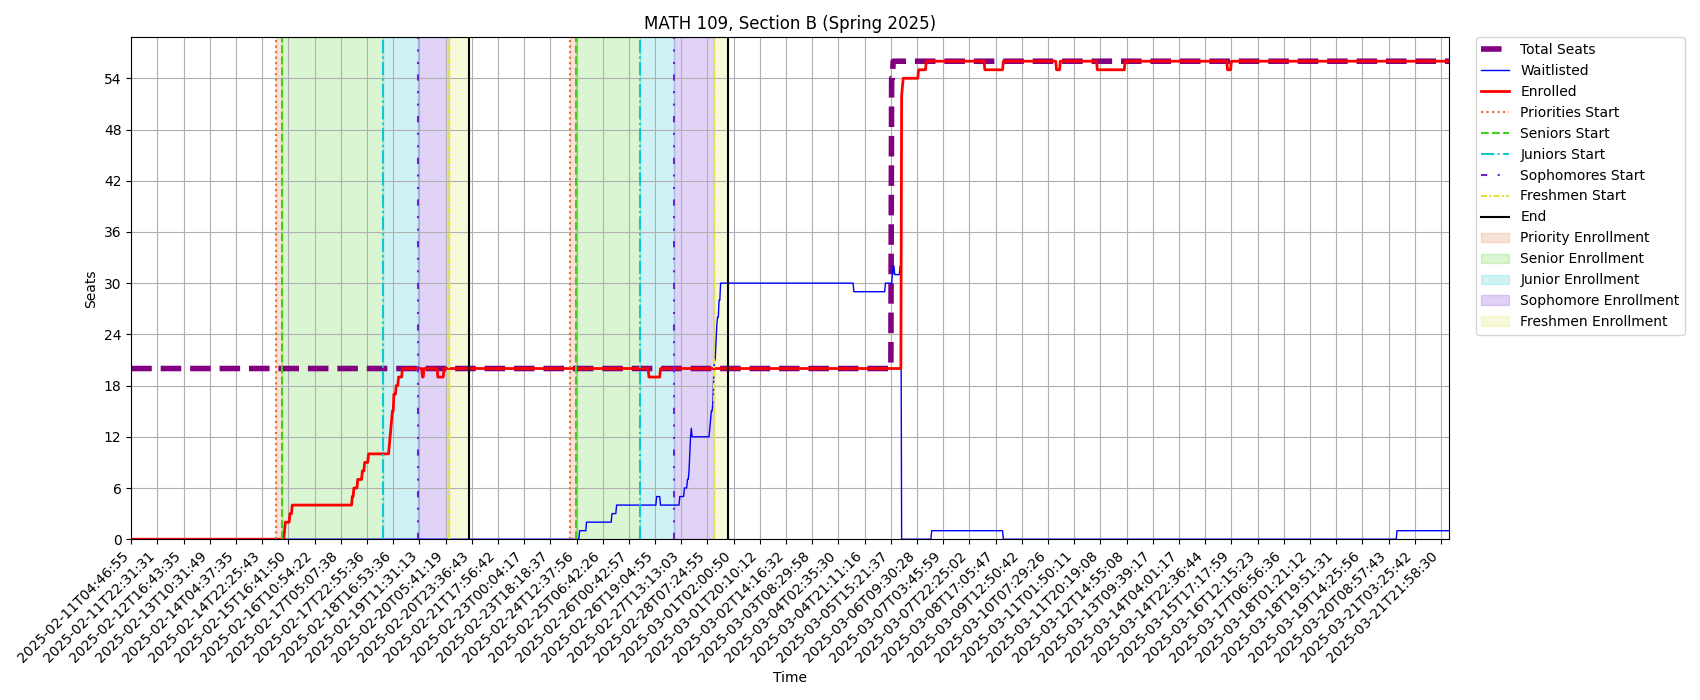 MATH 109, Section B (Spring 2025)
Seats
54
48
42
36
30
24
18
12
6
0
2025-02-11T04:46:55
2025-02-11T22:31:31
2025-02-12T16:43:35
2025-02-13T10:31:49
2025-02-14T04:37:35
2025-02-14T22:25:43
2025-02-15T16:41:50
2025-02-16T10:54:22
2025-02-17T05:07:38
2025-02-17T22:55:36
2025-02-18T16:53:36
2025-02-19T11:31:13
2025-02-20T05:41:19
2025-02-20T23:36:43
2025-02-21T17:56:42
2025-02-23T00:04:17
2025-02-23T18:18:37
2025-02-24T12:37:56
2025-02-25T06:42:26
2025-02-26T00:42:57
2025-02-26T19:04:55
2025-02-27T13:13:03
2025-02-28T07:24:55
2025-03-01T02:00:50
2025-03-01T20:10:12
2025-03-02T14:16:32
2025-03-03T08:29:58
2025-03-04T02:35:30
2025-03-04T21:11:16
2025-03-05T15:21:37
2025-03-06T09:30:28
2025-03-07T03:45:59
2025-03-07T22:25:02
2025-03-08T17:05:47
2025-03-09T12:50:42
2025-03-10T07:29:26
2025-03-11T01:50:11
2025-03-11T20:19:08
2025-03-12T14:55:08
2025-03-13T09:39:17
2025-03-14T04:01:17
2025-03-14T22:36:44
2025-03-15T17:17:59
2025-03-16T12:15:23
2025-03-17T06:56:36
2025-03-18T01:21:12
2025-03-18T19:51:31
2025-03-19T14:25:56
2025-03-20T08:57:43
2025-03-21T03:25:42
2025-03-21T21:58:30
Time
Total Seats
Waitlisted
Enrolled
Priorities Start
Seniors Start
Juniors Start
Sophomores Start
Freshmen Start
End
Priority Enrollment
Senior Enrollment
Junior Enrollment
Sophomore Enrollment
Freshmen Enrollment